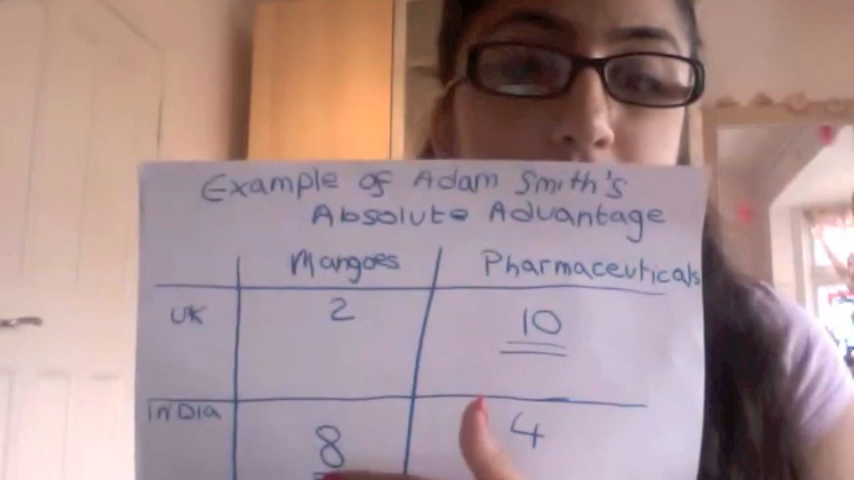 Example of Adam Smith's
Absolute Advantage
Mangoes Pharmaceuticals
UK 2 10
INDIA 8 4